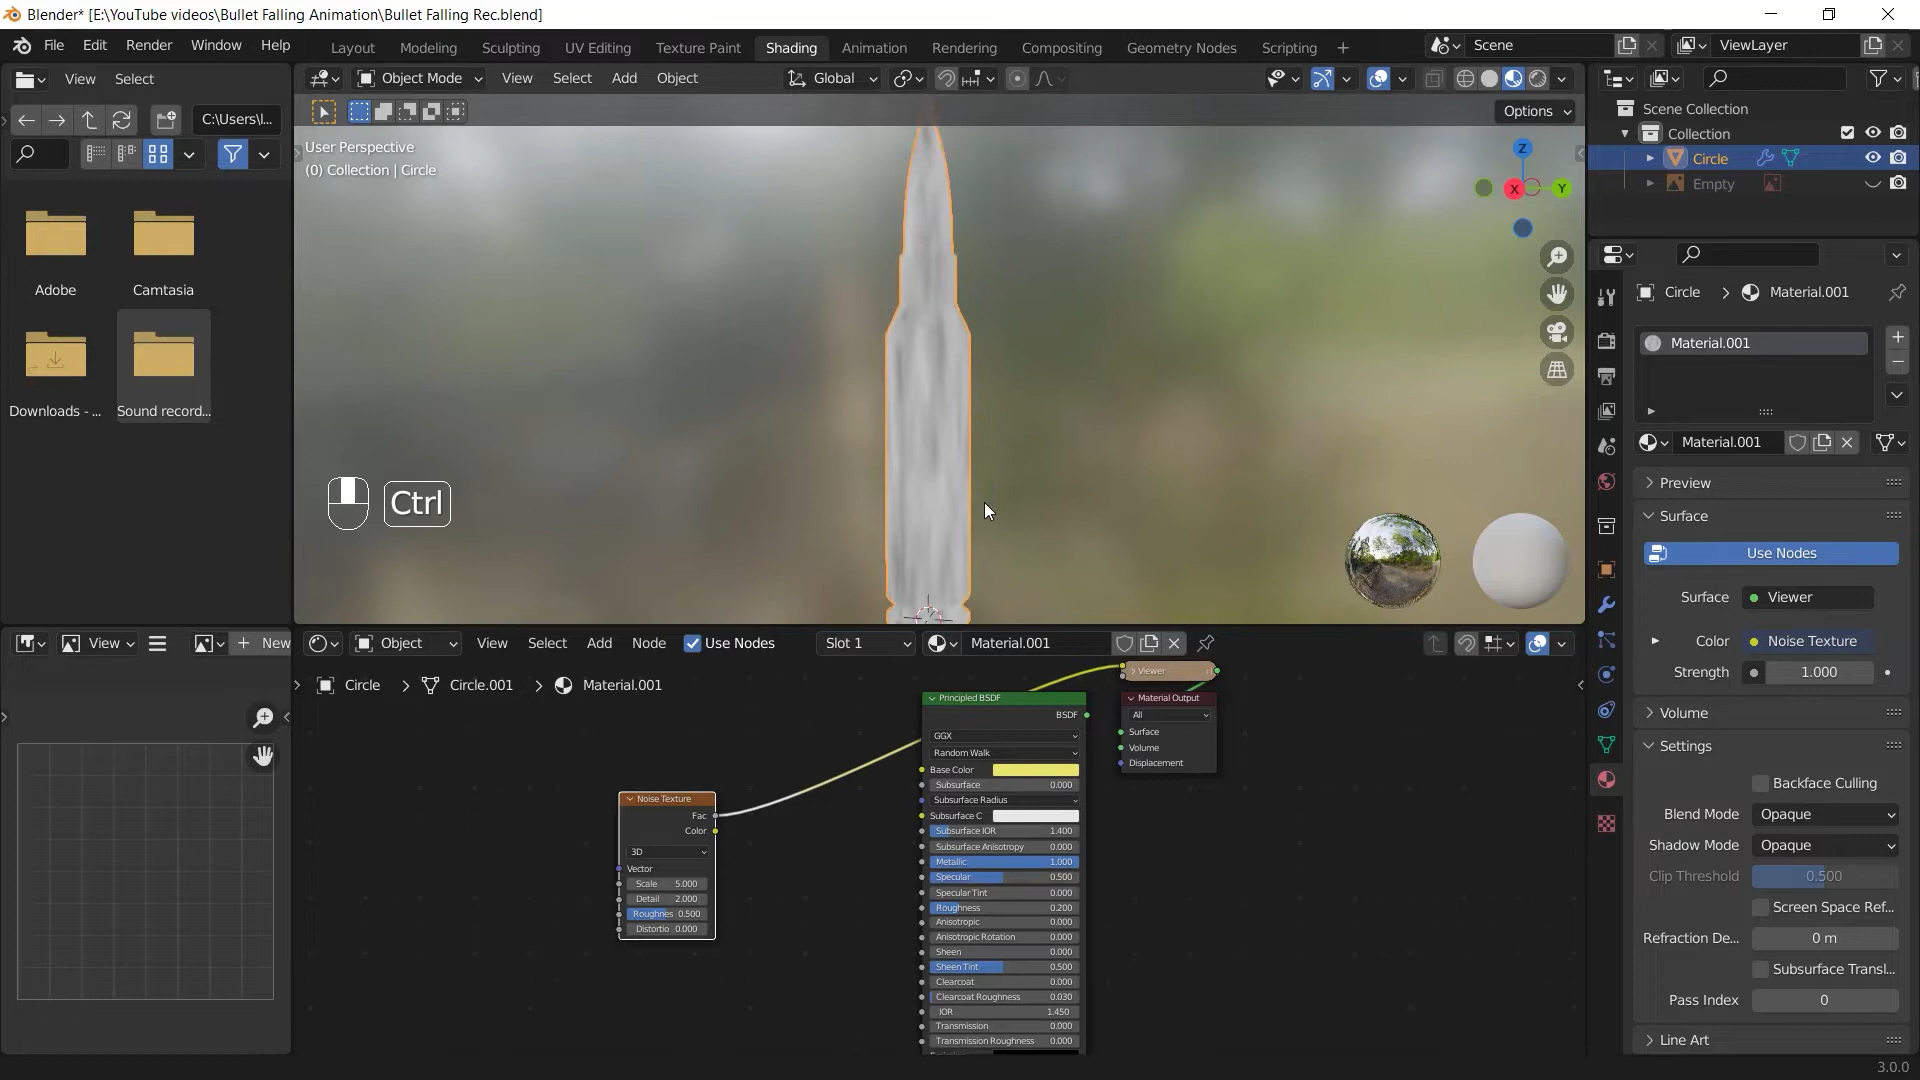 Blender* [E:\YouTube videos\Bullet Falling Animation\Bullet Falling Rec.blend]
File Edit Render Window Help
Layout Modeling Sculpting UV Editing Texture Paint Shading Animation Rendering Compositing Geometry Nodes Scripting
Scene
ViewLayer
View Select
Object Mode
View Select Add Object
Global
C:\Users\l...
Options
User Perspective
(0) Collection | Circle
Z
X
Y
Adobe
Camtasia
Downloads - ...
Sound record...
Ctrl
Scene Collection
Collection
Circle
Empty
Circle
Material.001
Material.001
Material.001
Preview
Surface
Use Nodes
Surface
Viewer
Color
Noise Texture
Strength
1.000
Volume
Settings
Backface Culling
Blend Mode
Opaque
Shadow Mode
Opaque
Clip Threshold
0.500
Screen Space Ref...
Refraction De...
0 m
Subsurface Transl...
Pass Index
0
Line Art
View
New
Object
View Select Add Node
Use Nodes
Slot 1
Material.001
Circle
Circle.001
Material.001
Viewer
Material Output
All
Surface
Volume
Displacement
Noise Texture
Fac
Color
3D
Vector
Scale 5.000
Detail 2.000
Roughnes 0.500
Distortio 0.000
Principled BSDF
BSDF
GGX
Random Walk
Base Color
Subsurface 0.000
Subsurface Radius
Subsurface C
Subsurface IOR 1.400
Subsurface Anisotropy 0.000
Metallic 1.000
Specular 0.500
Specular Tint 0.000
Roughness 0.200
Anisotropic 0.000
Anisotropic Rotation 0.000
Sheen 0.000
Sheen Tint 0.500
Clearcoat 0.000
Clearcoat Roughness 0.030
IOR 1.450
Transmission 0.000
Transmission Roughness 0.000
3.0.0